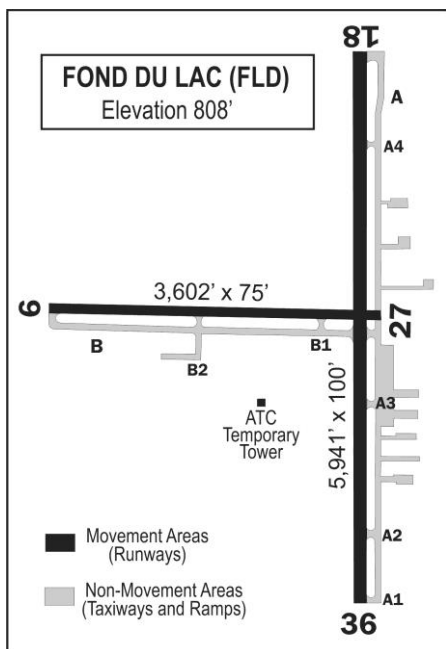 18
FOND DU LAC (FLD)
Elevation 808’
A
A4
3,602’ x 75’
9
27
B
B1
B2
A3
5,941’ x 100’
ATC
Temporary
Tower
Movement Areas
(Runways)
A2
Non-Movement Areas
(Taxiways and Ramps)
A1
36